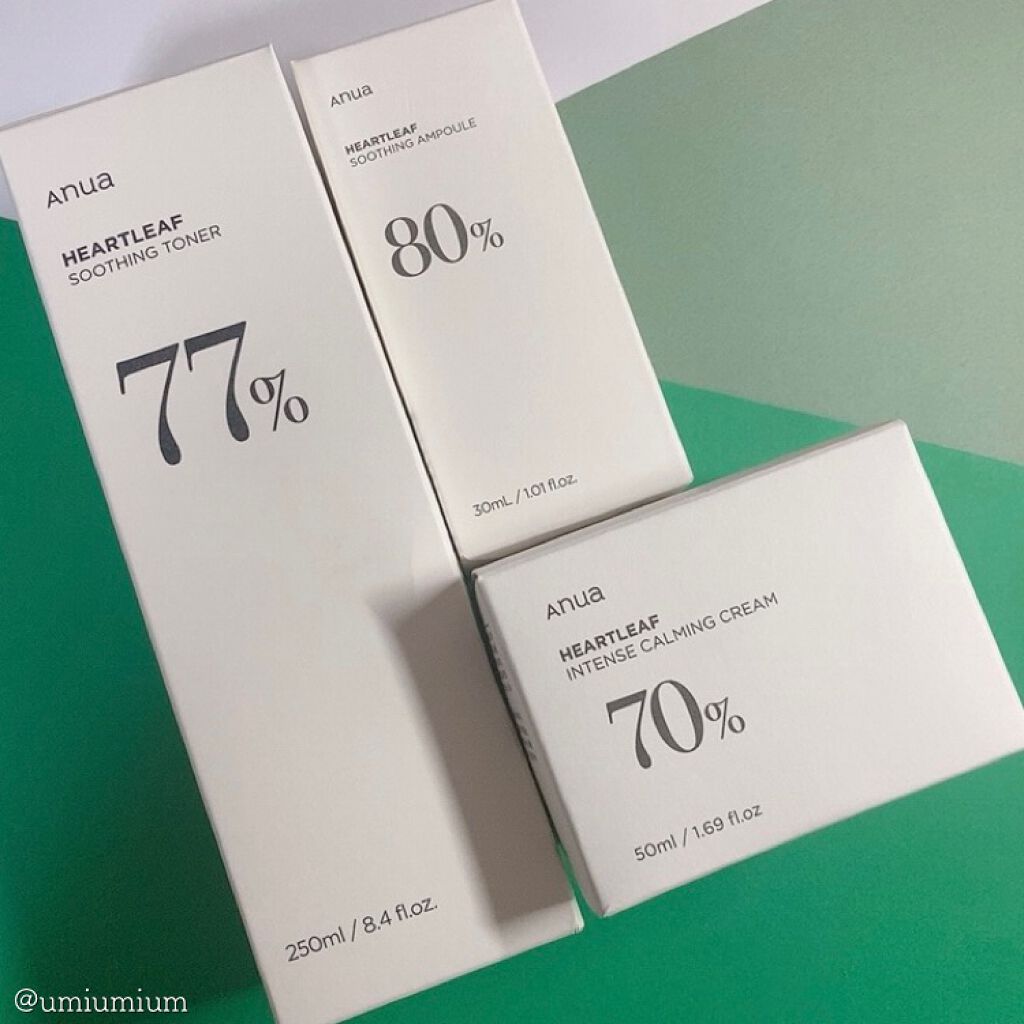 Anua
HEARTLEAF
SOOTHING TONER
77%
250ml / 8.4 fl.oz.
Anua
HEARTLEAF
SOOTHING AMPOULE
80%
30mL / 1.01 fl.oz.
Anua
HEARTLEAF
INTENSE CALMING CREAM
70%
50ml / 1.69 fl.oz
@umiumium